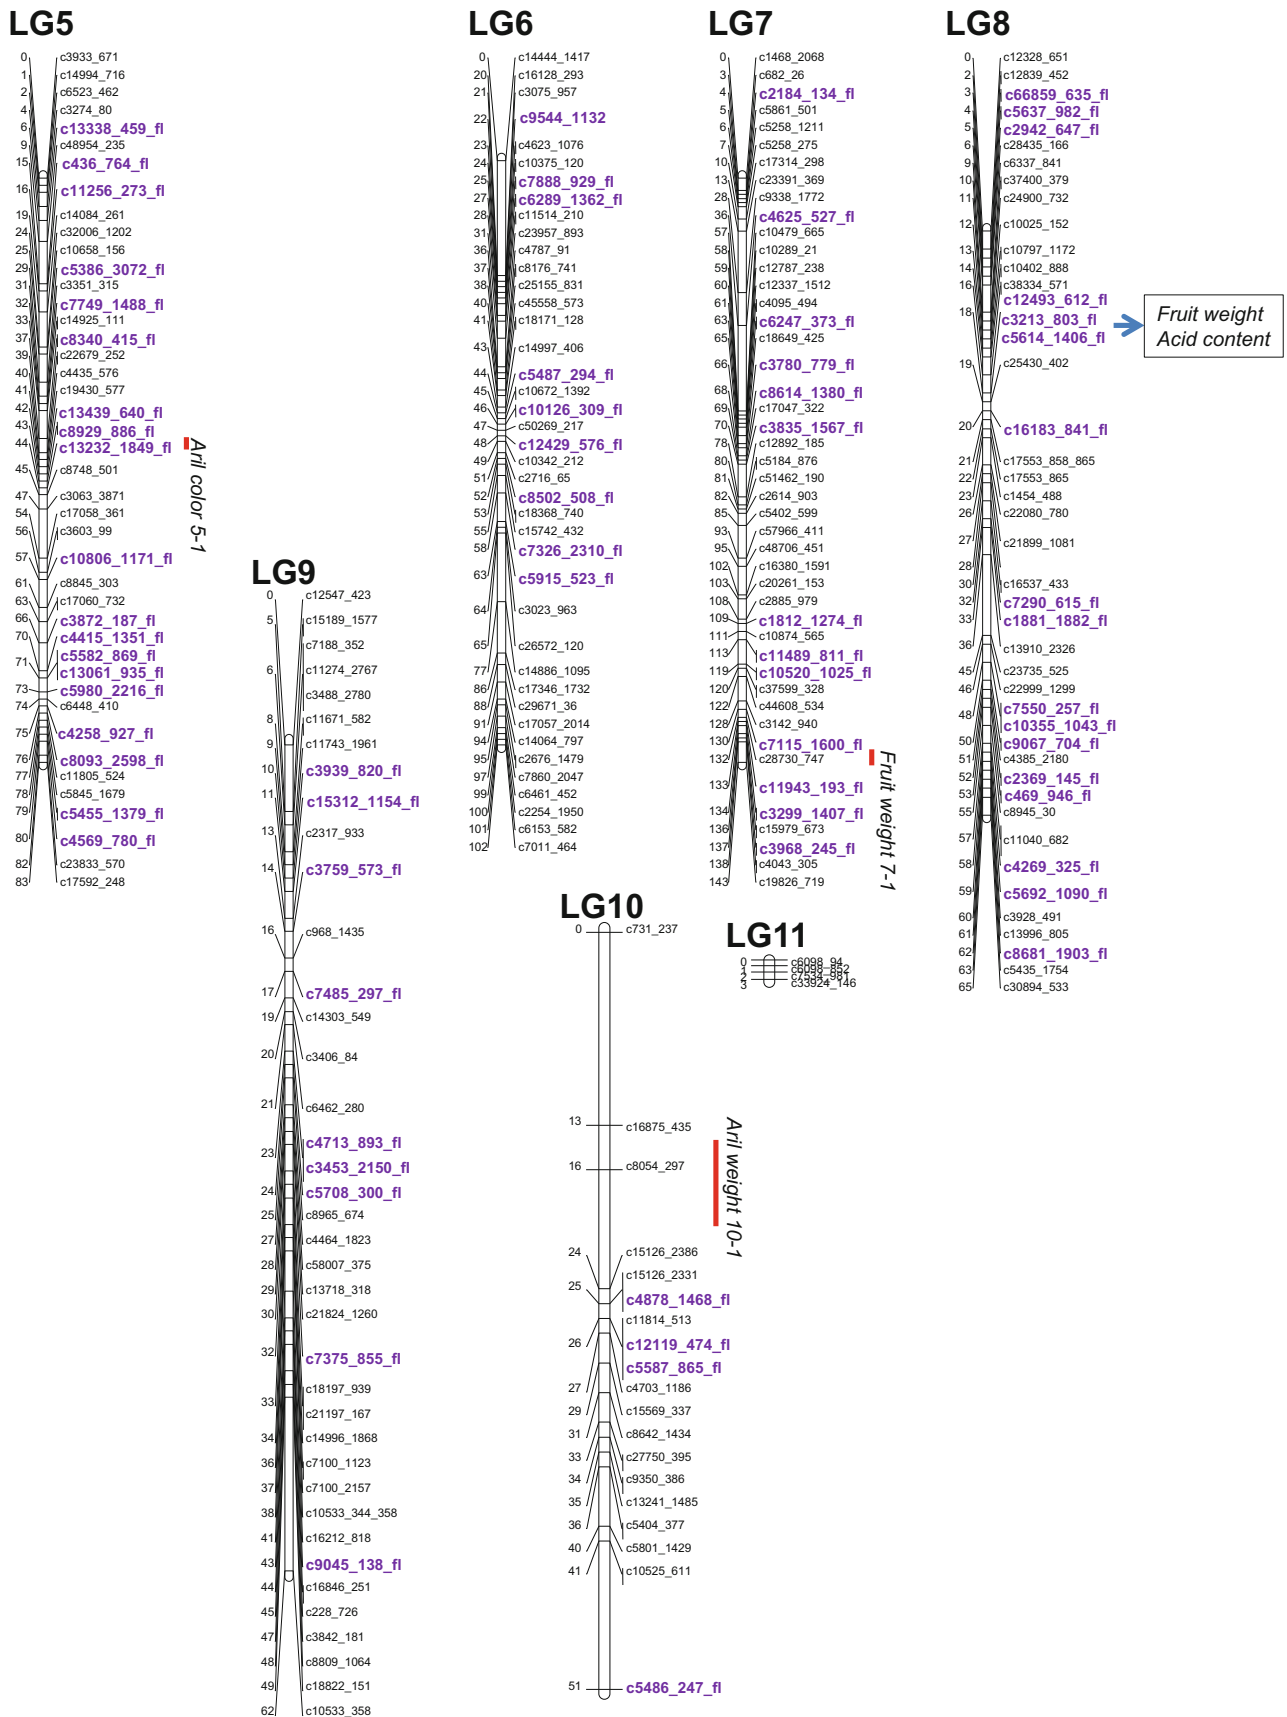 LG5
0 c3933_671
1 c14994_716
2 c6523_462
4 c3274_80
6 c13338_459_fl
9 c48954_235
15 c436_764_fl
16 c11256_273_fl
19 c14084_261
24 c32006_1202
25 c10658_156
29 c5386_3072_fl
31 c3351_315
32 c7749_1488_fl
33 c14925_111
37 c8340_415_fl
39 c22679_252
40 c4435_576
41 c19430_577
42 c13439_640_fl
43 c8929_886_fl
44 c13232_1849_fl
45 c8748_501
47 c3063_3871
54 c17058_361
56 c3603_99
57 c10806_1171_fl
61 c8845_303
63 c17060_732
66 c3872_187_fl
70 c4415_1351_fl
c5582_869_fl
71 c13061_935_fl
73 c5980_2216_fl
74 c6448_410
75 c4258_927_fl
76 c8093_2598_fl
77 c11805_524
78 c5845_1679
79 c5455_1379_fl
80 c4569_780_fl
82 c23833_570
83 c17592_248
Aril color 5-1
LG6
0 c14444_1417
20 c16128_293
21 c3075_957
22 c9544_1132
23 c4623_1076
24 c10375_120
25 c7888_929_fl
27 c6289_1362_fl
28 c11514_210
31 c23957_893
36 c4787_91
37 c8176_741
38 c25155_831
40 c45558_573
41 c18171_128
43 c14997_406
44 c5487_294_fl
45 c10672_1392
46 c10126_309_fl
47 c50269_217
48 c12429_576_fl
49 c10342_212
51 c2716_65
52 c8502_508_fl
53 c18368_740
55 c15742_432
58 c7326_2310_fl
63 c5915_523_fl
64 c3023_963
65 c26572_120
77 c14886_1095
86 c17346_1732
88 c29671_36
91 c17057_2014
94 c14064_797
95 c2676_1479
97 c7860_2047
99 c6461_452
100 c2254_1950
101 c6153_582
102 c7011_464
LG7
0 c1468_2068
3 c682_26
4 c2184_134_fl
5 c5861_501
6 c5258_1211
7 c5258_275
10 c17314_298
13 c23391_369
28 c9338_1772
36 c4625_527_fl
57 c10479_665
58 c10289_21
59 c12787_238
60 c12337_1512
61 c4095_494
63 c6247_373_fl
65 c18649_425
66 c3780_779_fl
68 c8614_1380_fl
69 c17047_322
70 c3835_1567_fl
78 c12892_185
80 c5184_876
81 c51462_190
82 c2614_903
85 c5402_599
93 c57966_411
95 c48706_451
102 c16380_1591
103 c20261_153
108 c2885_979
109 c1812_1274_fl
111 c10874_565
113 c11489_811_fl
119 c10520_1025_fl
120 c37599_328
122 c44608_534
128 c3142_940
130 c7115_1600_fl
132 c28730_747
133 c11943_193_fl
134 c3299_1407_fl
136 c15979_673
137 c3968_245_fl
138 c4043_305
143 c19826_719
Fruit weight 7-1
LG8
0 c12328_651
2 c12839_452
3 c66859_635_fl
4 c5637_982_fl
5 c2942_647_fl
6 c28435_166
9 c6337_841
10 c37400_379
11 c24900_732
12 c10025_152
13 c10797_1172
14 c10402_888
16 c38334_571
c12493_612_fl
18 c3213_803_fl
c5614_1406_fl
19 c25430_402
20 c16183_841_fl
21 c17553_858_865
22 c17553_865
23 c1454_488
26 c22080_780
27 c21899_1081
28
30 c16537_433
32 c7290_615_fl
33 c1881_1882_fl
36 c13910_2326
45 c23735_525
46 c22999_1299
48 c7550_257_fl
c10355_1043_fl
50 c9067_704_fl
51 c4385_2180
52 c2369_145_fl
53 c469_946_fl
55 c8945_30
57 c11040_682
58 c4269_325_fl
59 c5692_1090_fl
60 c3928_491
61 c13996_805
62 c8681_1903_fl
63 c5435_1754
65 c30894_533
Fruit weight
Acid content
LG9
0 c12547_423
5 c15189_1577
c7188_352
6 c11274_2767
c3488_2780
8 c11671_582
9 c11743_1961
10 c3939_820_fl
11 c15312_1154_fl
13 c2317_933
14 c3759_573_fl
16 c968_1435
17 c7485_297_fl
19 c14303_549
20 c3406_84
21 c6462_280
c4713_893_fl
23 c3453_2150_fl
24 c5708_300_fl
25 c8965_674
27 c4464_1823
28 c58007_375
29 c13718_318
30 c21824_1260
32 c7375_855_fl
c18197_939
33 c21197_167
34 c14996_1868
36 c7100_1123
37 c7100_2157
38 c10533_344_358
41 c16212_818
43 c9045_138_fl
44 c16846_251
45 c228_726
47 c3842_181
48 c8809_1064
49 c18822_151
62 c10533_358
LG10
0 c731_237
13 c16875_435
16 c8054_297
24 c15126_2386
25 c15126_2331
c4878_1468_fl
c11814_513
26 c12119_474_fl
c5587_865_fl
27 c4703_1186
29 c15569_337
31 c8642_1434
33 c27750_395
34 c9350_386
35 c13241_1485
36 c5404_377
40 c5801_1429
41 c10525_611
51 c5486_247_fl
Aril weight 10-1
LG11
0 c6098_94
1 c6098_852
2 c7534_981
3 c33924_146